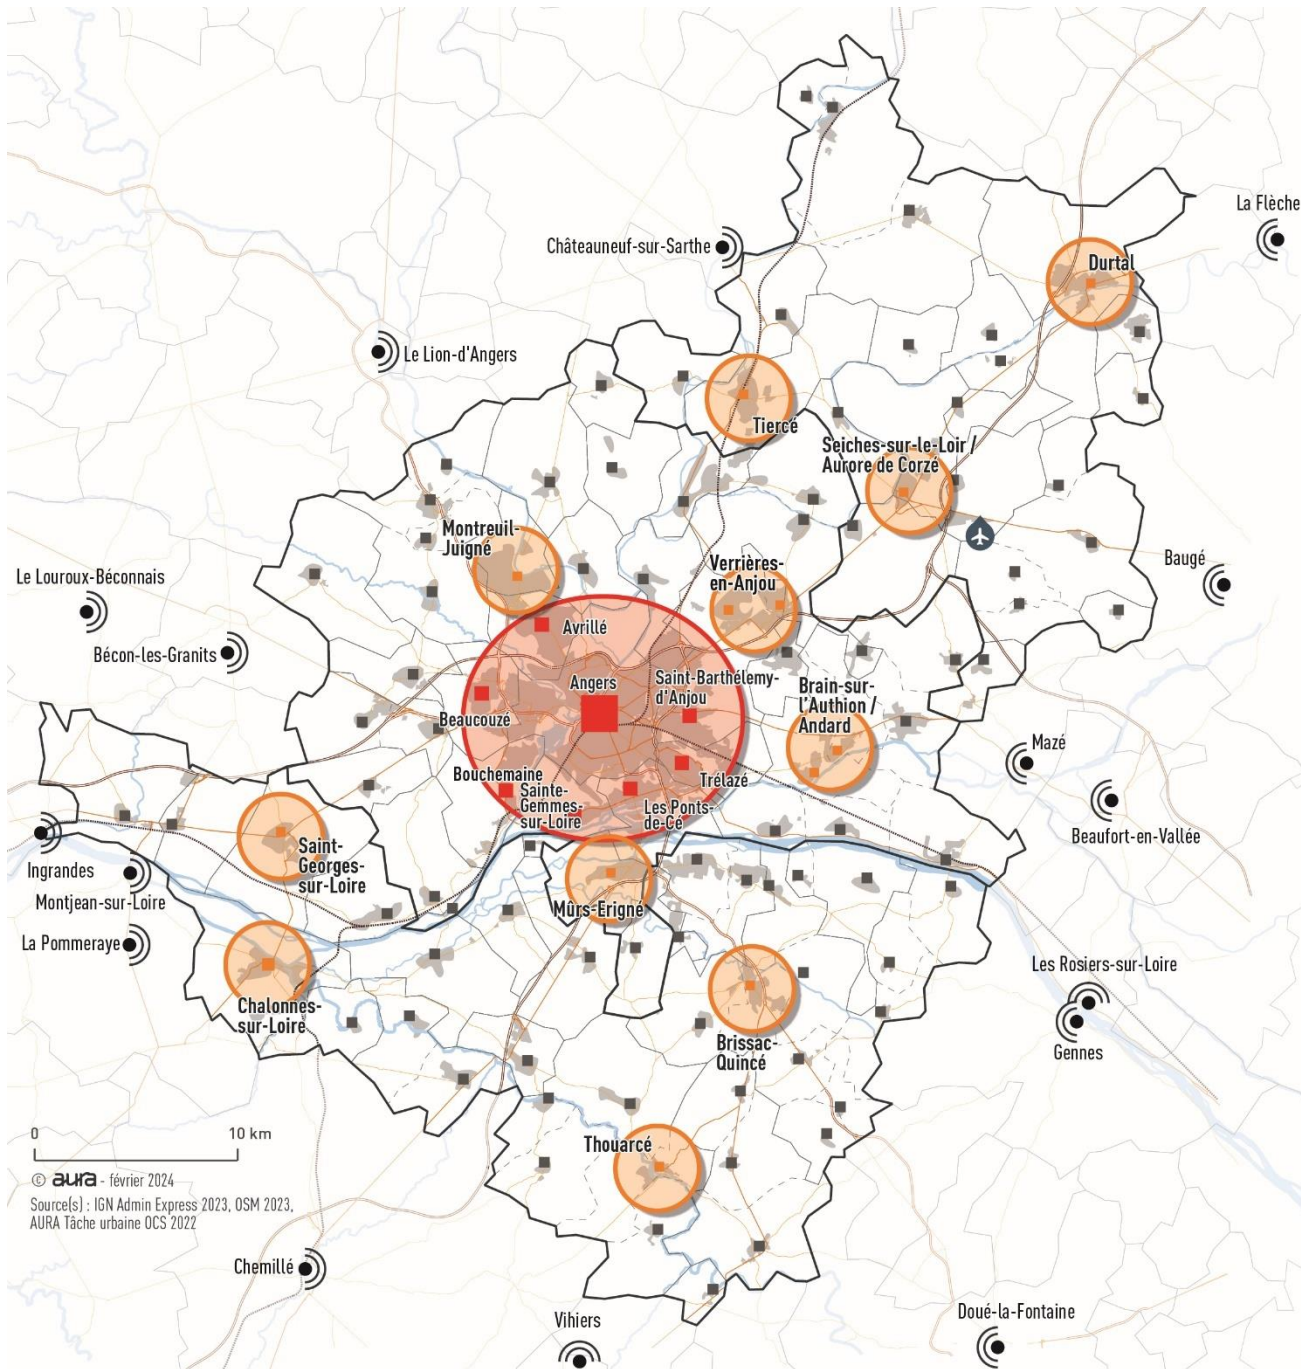 La Flèche
Châteauneuf-sur-Sarthe
Durtal
Le Lion-d'Angers
Tiercé
Seiches-sur-le-Loir /
Aurore de Corzé
Montreuil-
Juigné
Verrières-
en-Anjou
Baugé
Le Louroux-Béconnais
Avrillé
Bécon-les-Granits
Angers
Saint-Barthélemy-
d'Anjou
Brain-sur-
l'Authion /
Andard
Beaucouzé
Mazé
Bouchemaine
Trélazé
Sainte-
Gemmes-
sur-Loire
Les Ponts-
de-Cé
Beaufort-en-Vallée
Saint-
Georges-
sur-Loire
Ingrandes
Montjean-sur-Loire
Mûrs-Erigné
La Pommeraye
Les Rosiers-sur-Loire
Chalonnes-
sur-Loire
Brissac-
Quincé
Gennes
Thouarcé
0 10 km
© aura - février 2024
Source(s) : IGN Admin Express 2023, OSM 2023,
AURA Tâche urbaine OCS 2022
Chemillé
Vihiers
Doué-la-Fontaine